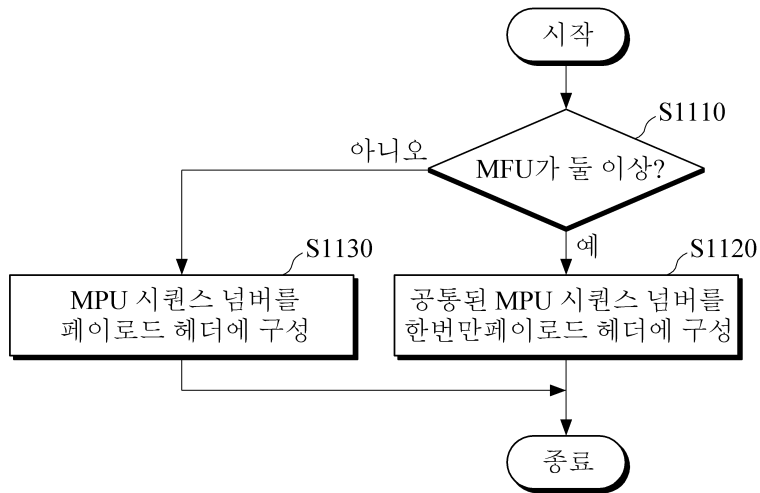 시작
S1110
MFU가 둘 이상?
아니오
예
S1130
MPU 시퀀스 넘버를
페이로드 헤더에 구성
S1120
공통된 MPU 시퀀스 넘버를
한번만페이로드 헤더에 구성
종료